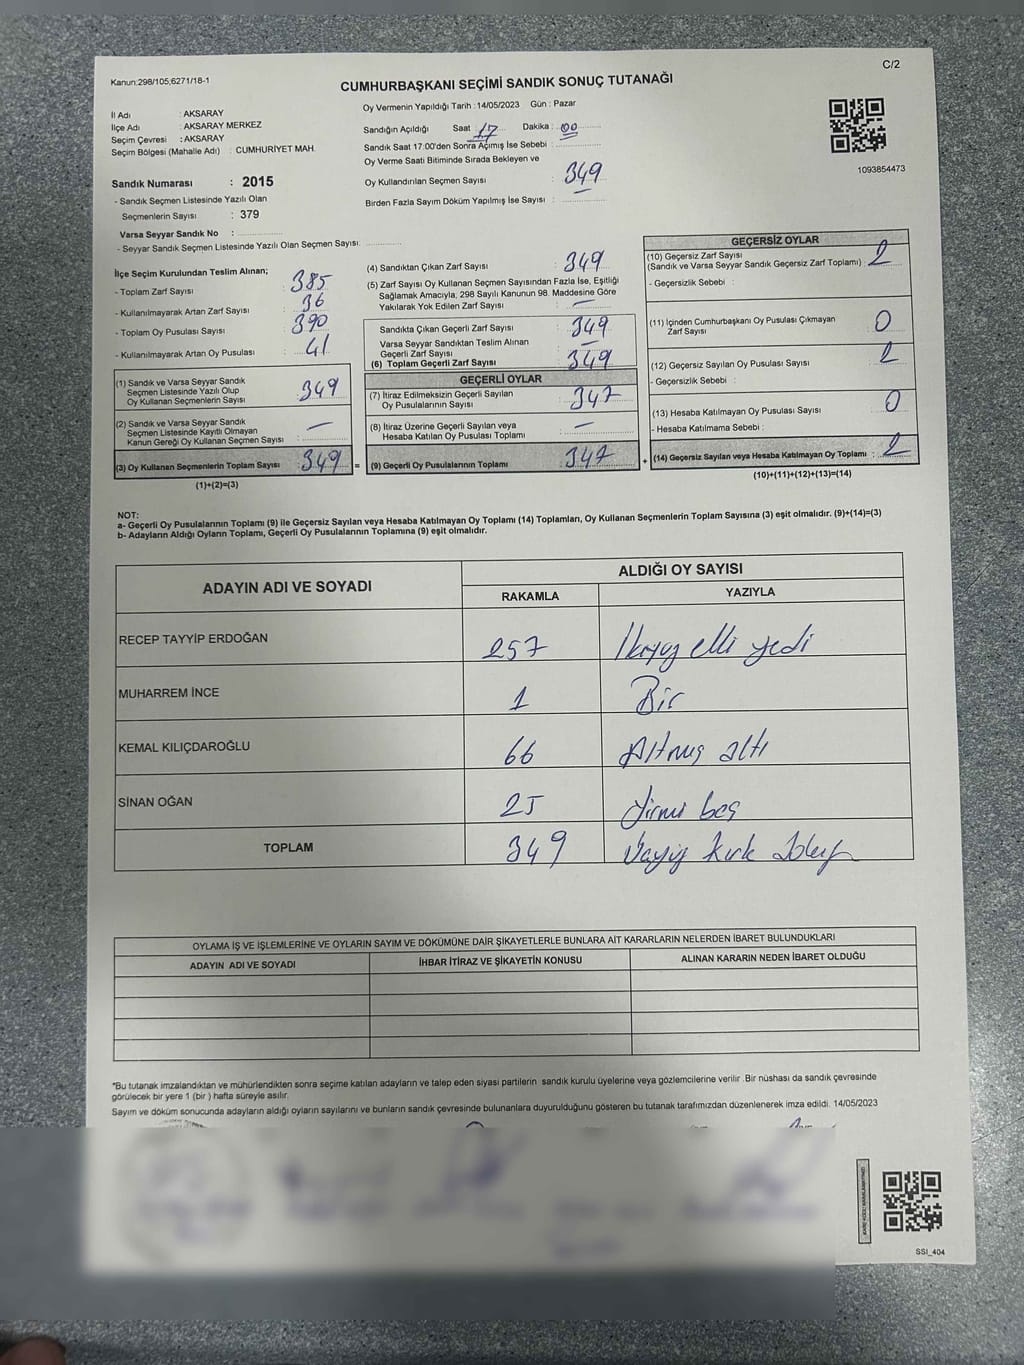 C/2
Kanun:298/105,6271/18-1
CUMHURBAŞKANI SEÇİMİ SANDIK SONUÇ TUTANAĞI
İl Adı : AKSARAY
İlçe Adı : AKSARAY MERKEZ
Seçim Çevresi : AKSARAY
Seçim Bölgesi (Mahalle Adı) : CUMHURİYET MAH.
Oy Vermenin Yapıldığı Tarih : 14/05/2023 Gün : Pazar
Sandığın Açıldığı Saat 17 Dakika : 00
Sandık Saat 17:00'den Sonra Açımış İse Sebebi :
Oy Verme Saati Bitiminde Sırada Bekleyen ve
Oy Kullandırılan Seçmen Sayısı : 349
Birden Fazla Sayım Döküm Yapılmış İse Sayısı :
1093854473
Sandık Numarası : 2015
- Sandık Seçmen Listesinde Yazılı Olan
Seçmenlerin Sayısı : 379
Varsa Seyyar Sandık No :
- Seyyar Sandık Seçmen Listesinde Yazılı Olan Seçmen Sayısı:
İlçe Seçim Kurulundan Teslim Alınan;
- Toplam Zarf Sayısı : 385
- Kullanılmayarak Artan Zarf Sayısı : 36
- Toplam Oy Pusulası Sayısı : 390
- Kullanılmayarak Artan Oy Pusulası : 41
(1) Sandık ve Varsa Seyyar Sandık
Seçmen Listesinde Yazılı Olup
Oy Kullanan Seçmenlerin Sayısı : 349
(2) Sandık ve Varsa Seyyar Sandık
Seçmen Listesinde Kayıtlı Olmayan
Kanun Gereği Oy Kullanan Seçmen Sayısı : —
(3) Oy Kullanan Seçmenlerin Toplam Sayısı : 349 =
(1)+(2)=(3)
(4) Sandıktan Çıkan Zarf Sayısı : 349
(5) Zarf Sayısı Oy Kullanan Seçmen Sayısından Fazla İse, Eşitliği
Sağlamak Amacıyla; 298 Sayılı Kanunun 98. Maddesine Göre
Yakılarak Yok Edilen Zarf Sayısı : —
Sandıkta Çıkan Geçerli Zarf Sayısı : 349
Varsa Seyyar Sandıktan Teslim Alınan
Geçerli Zarf Sayısı : —
(6) Toplam Geçerli Zarf Sayısı : 349
GEÇERLİ OYLAR
(7) İtiraz Edilmeksizin Geçerli Sayılan
Oy Pusulalarının Sayısı : 347
(8) İtiraz Üzerine Geçerli Sayılan veya
Hesaba Katılan Oy Pusulası Toplamı : —
(9) Geçerli Oy Pusulalarının Toplamı : 347 +
GEÇERSİZ OYLAR
(10) Geçersiz Zarf Sayısı
(Sandık ve Varsa Seyyar Sandık Geçersiz Zarf Toplamı) : 2
- Geçersizlik Sebebi :
(11) İçinden Cumhurbaşkanı Oy Pusulası Çıkmayan
Zarf Sayısı : 0
(12) Geçersiz Sayılan Oy Pusulası Sayısı : 2
- Geçersizlik Sebebi :
(13) Hesaba Katılmayan Oy Pusulası Sayısı : 0
- Hesaba Katılmama Sebebi :
(14) Geçersiz Sayılan veya Hesaba Katılmayan Oy Toplamı : 2
(10)+(11)+(12)+(13)=(14)
NOT:
a- Geçerli Oy Pusulalarının Toplamı (9) ile Geçersiz Sayılan veya Hesaba Katılmayan Oy Toplamı (14) Toplamları, Oy Kullanan Seçmenlerin Toplam Sayısına (3) eşit olmalıdır. (9)+(14)=(3)
b- Adayların Aldığı Oyların Toplamı, Geçerli Oy Pusulalarının Toplamına (9) eşit olmalıdır.
ADAYIN ADI VE SOYADI ALDIĞI OY SAYISI
RAKAMLA YAZIYLA
RECEP TAYYİP ERDOĞAN 257 İkiyüz elli yedi
MUHARREM İNCE 1 Bir
KEMAL KILIÇDAROĞLU 66 Altmış altı
SİNAN OĞAN 25 Yirmi beş
TOPLAM 349 kırk
OYLAMA İŞ VE İŞLEMLERİNE VE OYLARIN SAYIM VE DÖKÜMÜNE DAİR ŞİKAYETLERLE BUNLARA AİT KARARLARIN NELERDEN İBARET BULUNDUKLARI
ADAYIN ADI VE SOYADI İHBAR İTİRAZ VE ŞİKAYETİN KONUSU ALINAN KARARIN NEDEN İBARET OLDUĞU
*Bu tutanak imzalandıktan ve mühürlendikten sonra seçime katılan adayların ve talep eden siyasi partilerin sandık kurulu üyelerine veya gözlemcilerine verilir .Bir nüshası da sandık çevresinde
görülecek bir yere 1 (bir ) hafta süreyle asılır.
Sayım ve döküm sonucunda adayların aldığı oyların sayılarını ve bunların sandık çevresinde bulunanlara duyurulduğunu gösteren bu tutanak tarafımızdan düzenlenerek imza edildi. 14/05/2023
SSI_404